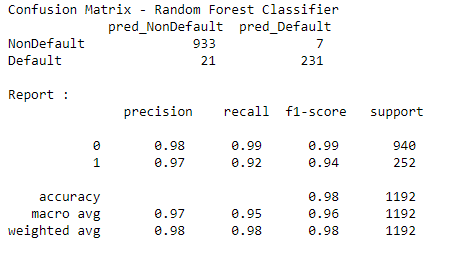 Confusion Matrix - Random Forest Classifier
pred_NonDefault pred_Default
NonDefault 933 7
Default 21 231
Report :
precision recall f1-score support
0 0.98 0.99 0.99 940
1 0.97 0.92 0.94 252
accuracy 0.98 1192
macro avg 0.97 0.95 0.96 1192
weighted avg 0.98 0.98 0.98 1192